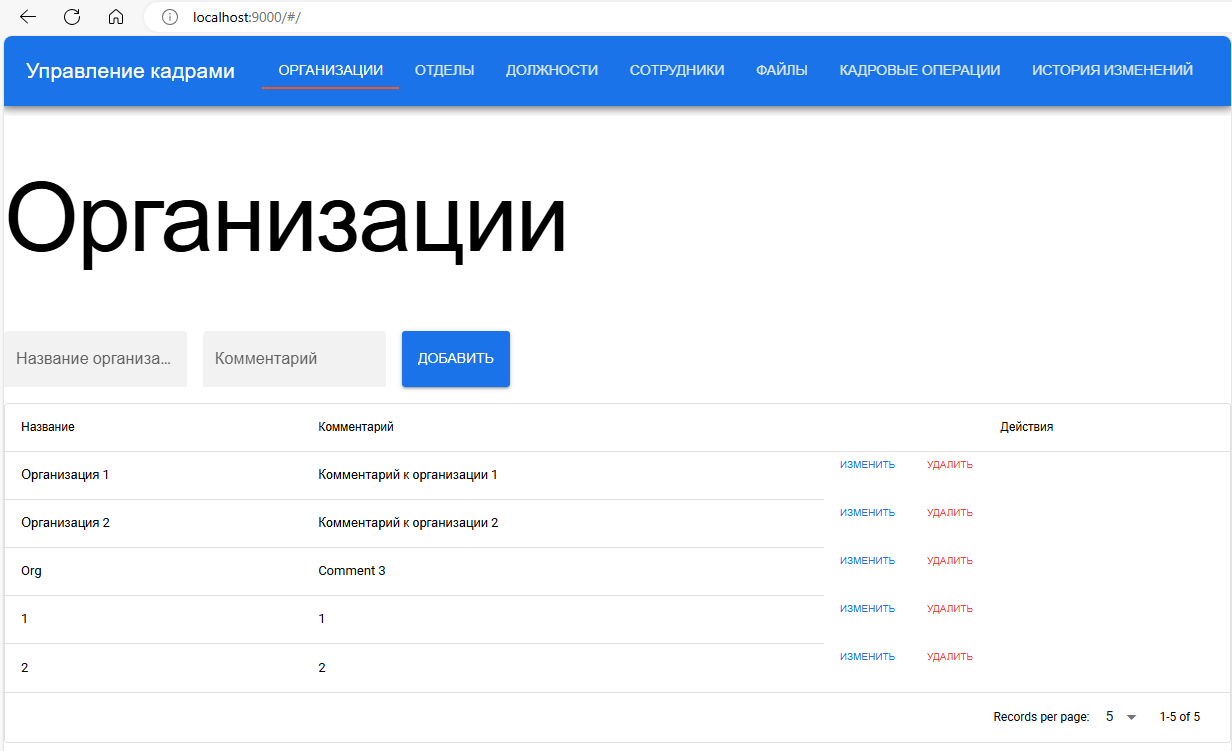 localhost:9000/#/
Управление кадрами ОРГАНИЗАЦИИ ОТДЕЛЫ ДОЛЖНОСТИ СОТРУДНИКИ ФАЙЛЫ КАДРОВЫЕ ОПЕРАЦИИ ИСТОРИЯ ИЗМЕНЕНИЙ
Организации
Название организа... Комментарий ДОБАВИТЬ
Название Комментарий Действия
Организация 1 Комментарий к организации 1 ИЗМЕНИТЬ УДАЛИТЬ
Организация 2 Комментарий к организации 2 ИЗМЕНИТЬ УДАЛИТЬ
Org Comment 3 ИЗМЕНИТЬ УДАЛИТЬ
1 1 ИЗМЕНИТЬ УДАЛИТЬ
2 2 ИЗМЕНИТЬ УДАЛИТЬ
Records per page: 5 1-5 of 5